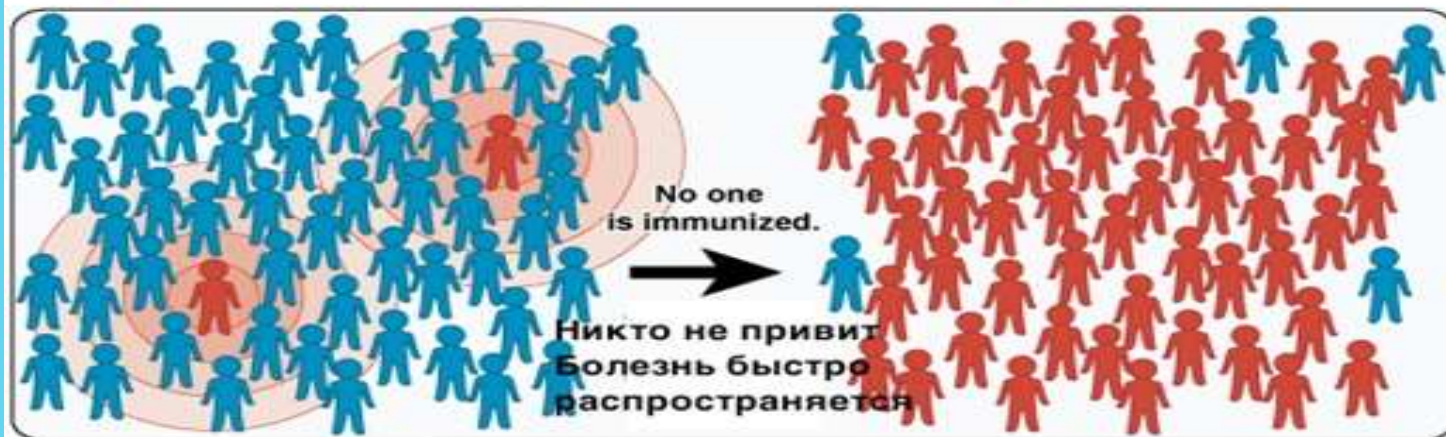 No one
is immunized.
Никто не привит
Болезнь быстро
распространяется